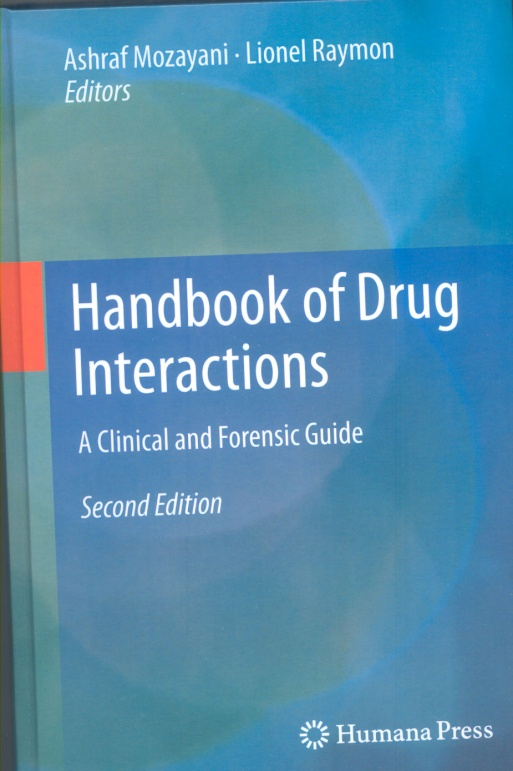 Ashraf Mozayani · Lionel Raymon
Editors
Handbook of Drug
Interactions
A Clinical and Forensic Guide
Second Edition
Humana Press